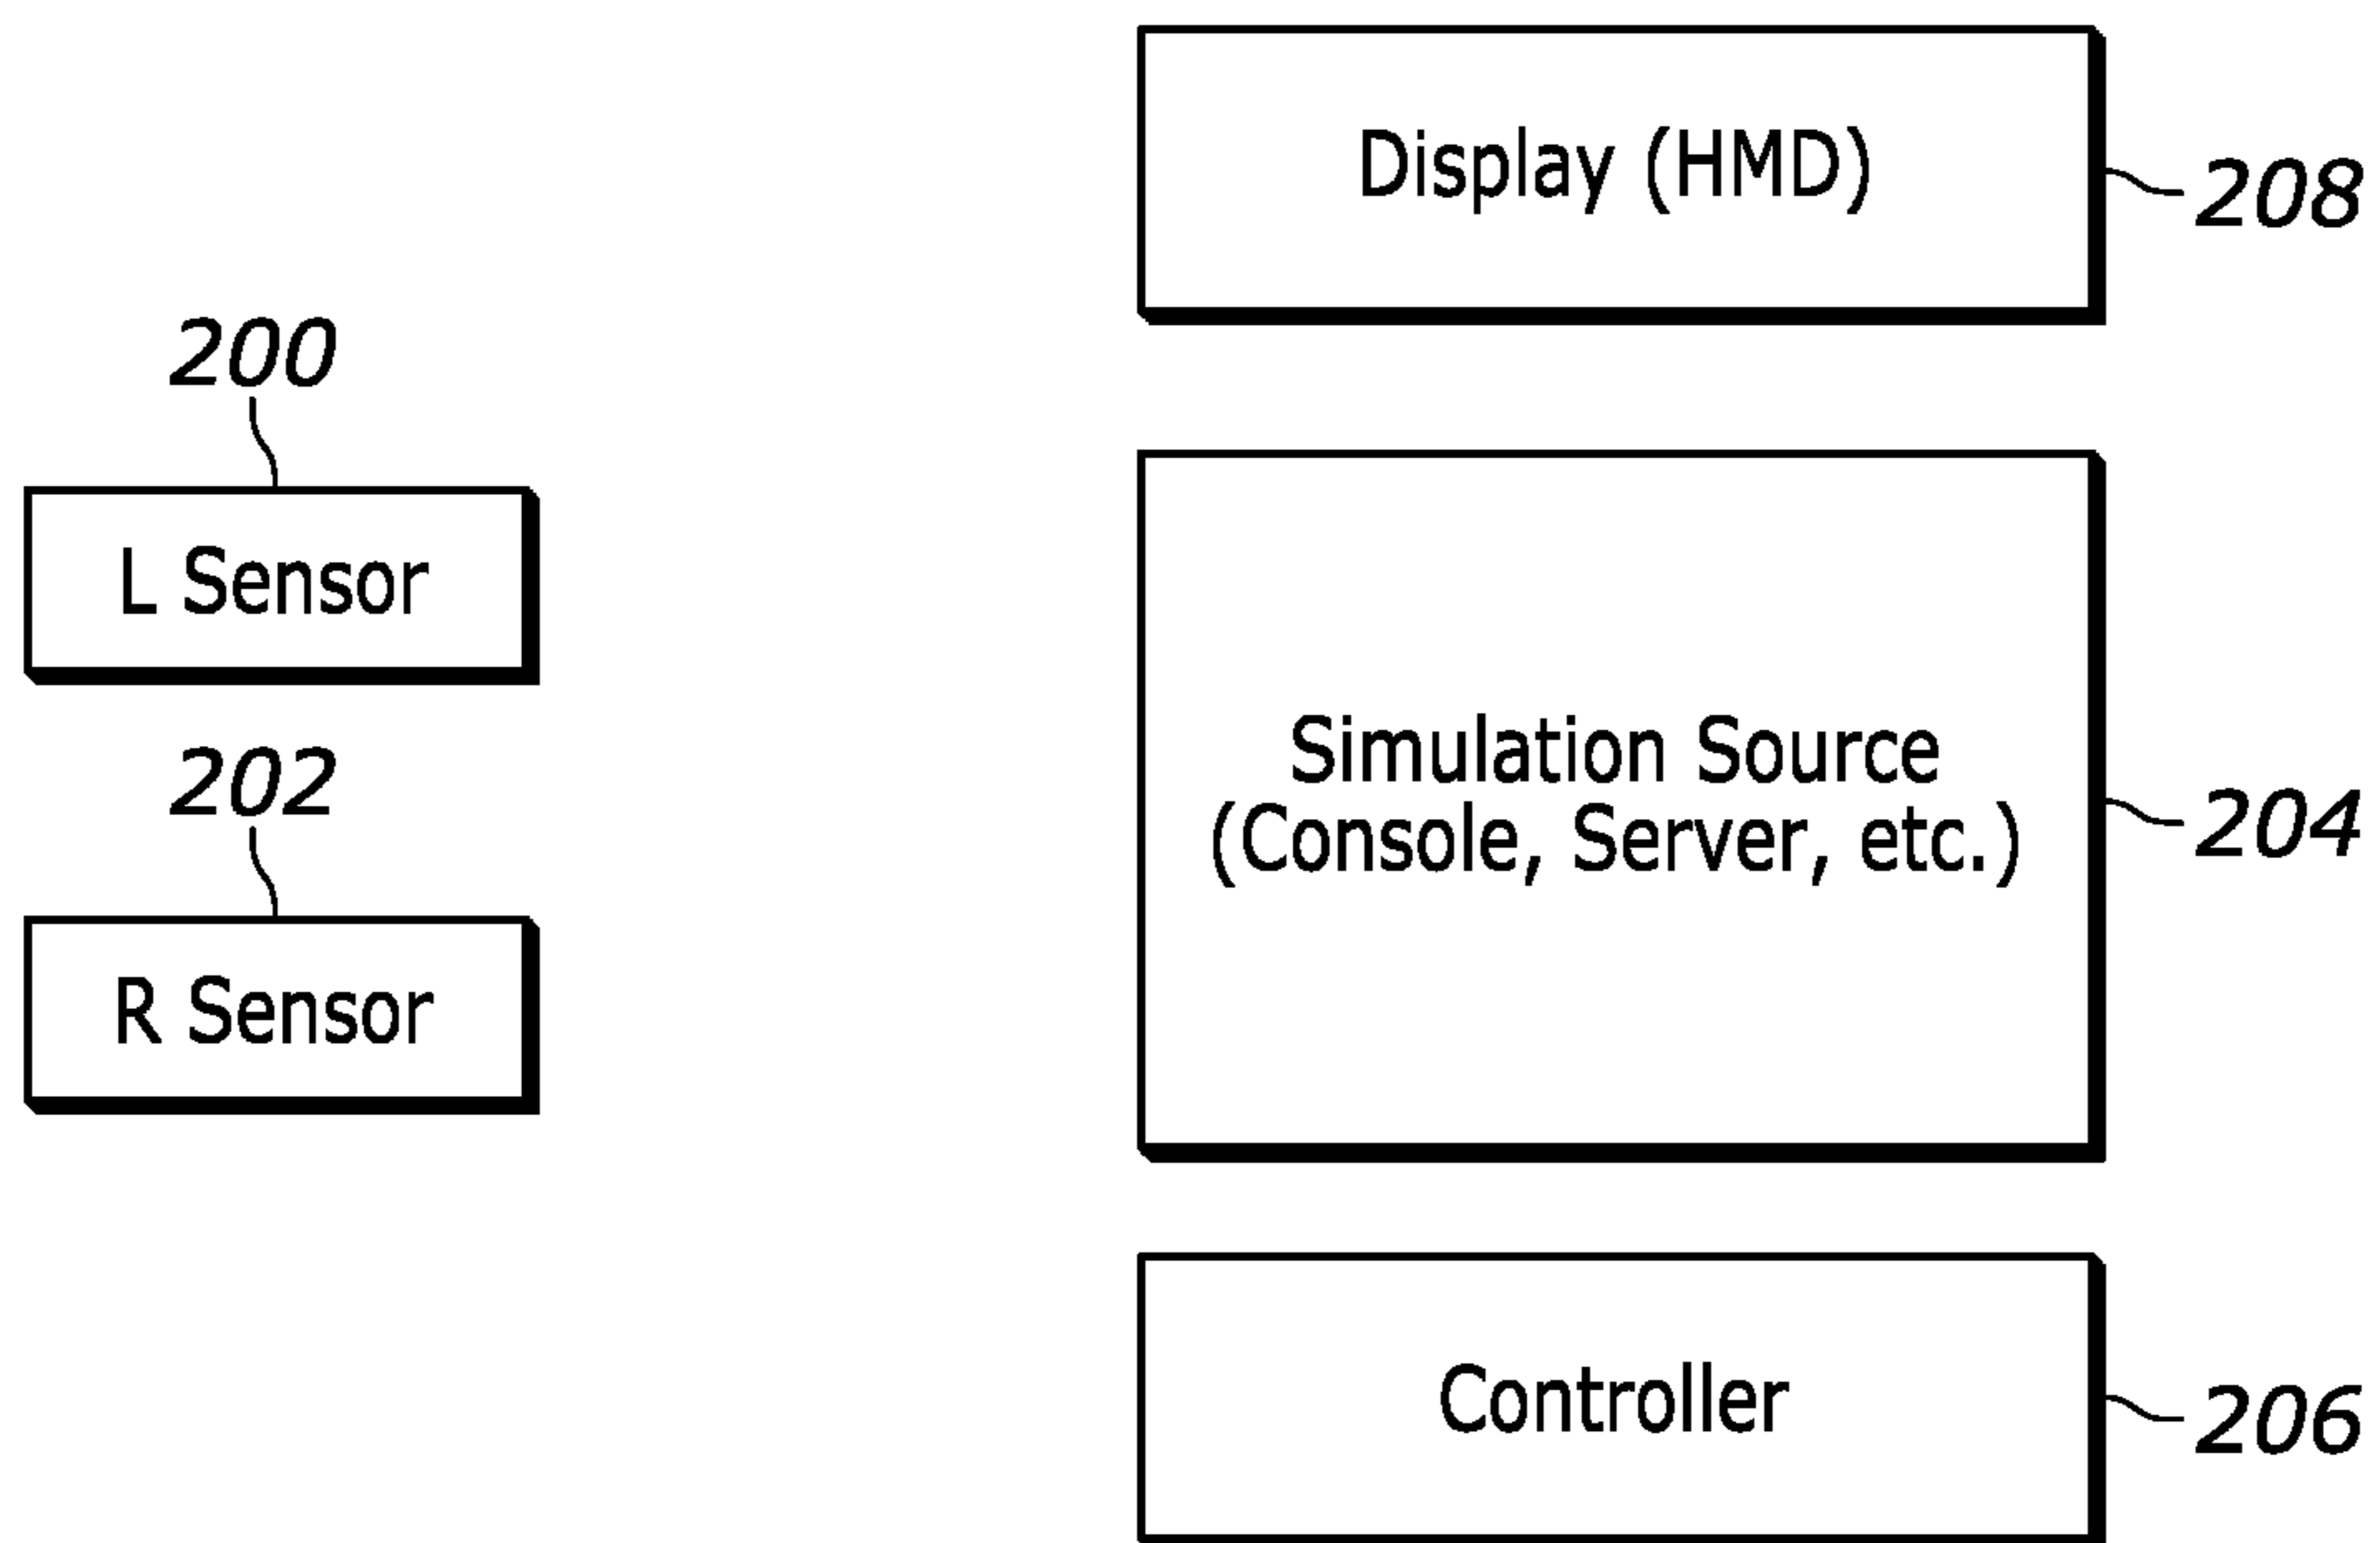 Display (HMD)
208
200
L Sensor
Simulation Source
(Console, Server, etc.)
204
202
R Sensor
Controller
206